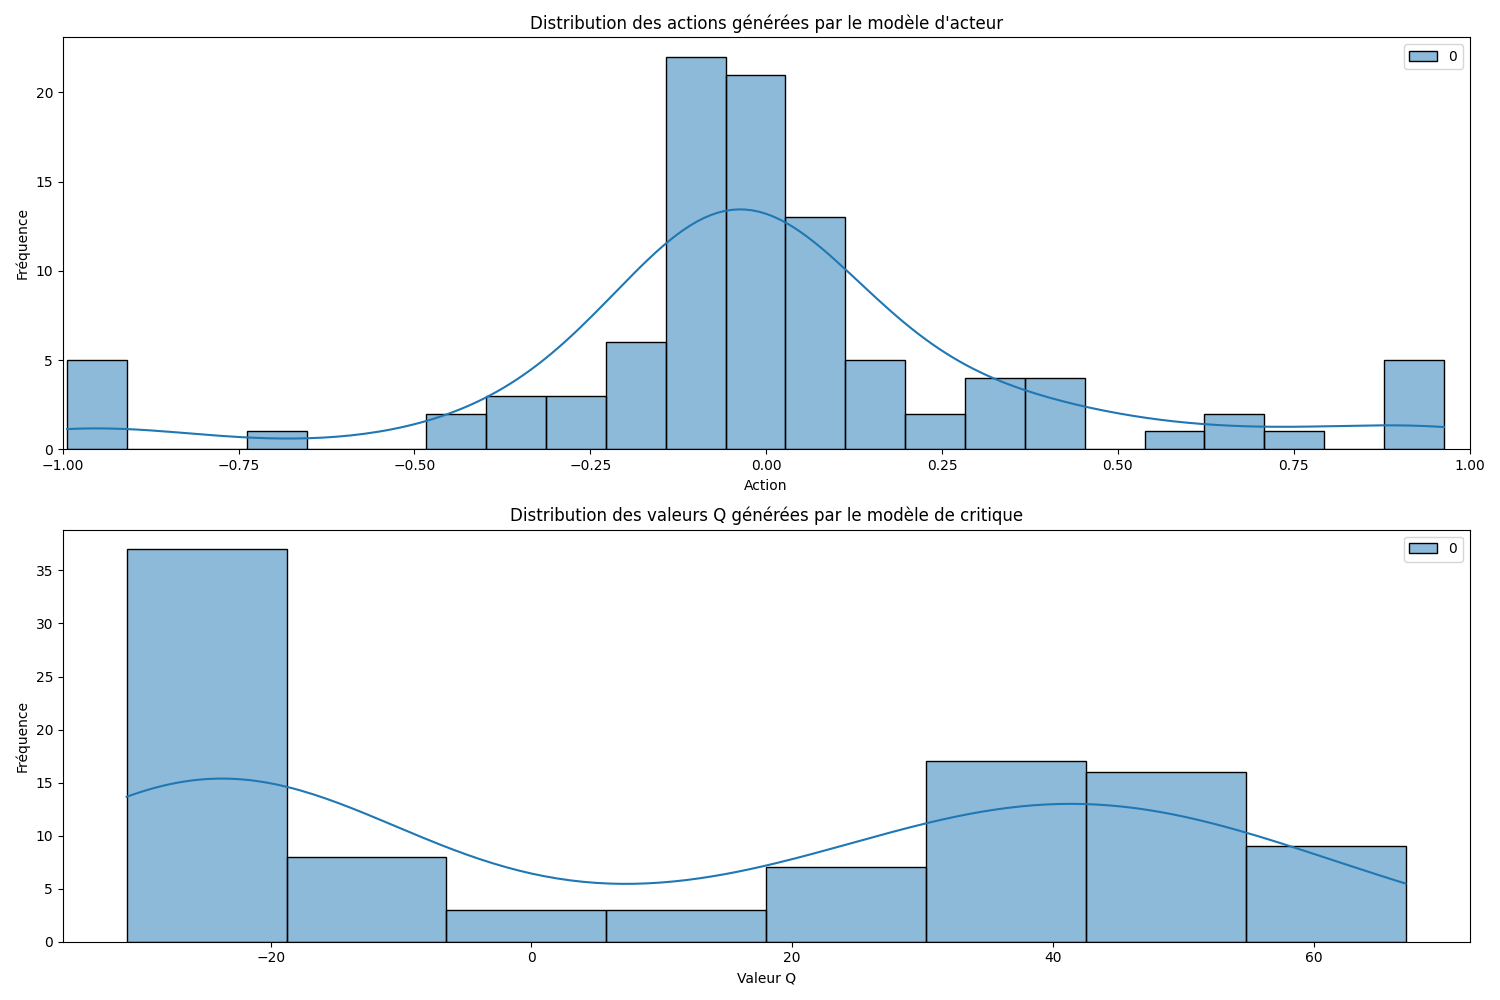 Distribution des actions générées par le modèle d'acteur
0
Fréquence
20
15
10
5
0
−1.00 −0.75 −0.50 −0.25 0.00 0.25 0.50 0.75 1.00
Action
Distribution des valeurs Q générées par le modèle de critique
0
Fréquence
35
30
25
20
15
10
5
0
−20 0 20 40 60
Valeur Q